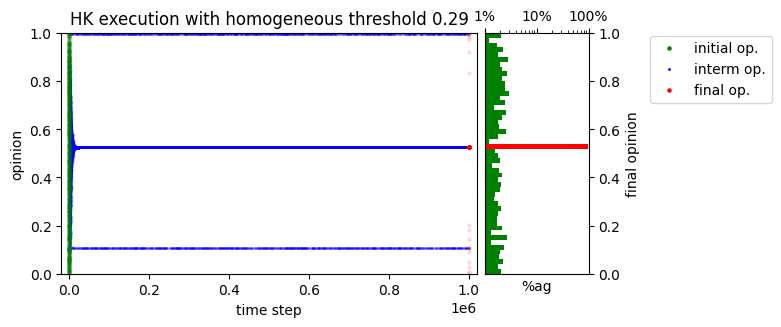 HK execution with homogeneous threshold 0.29
1% 10% 100%
initial op.
interm op.
final op.
opinion
1.0
0.8
0.6
0.4
0.2
0.0
0.0 0.2 0.4 0.6 0.8 1.0
1e6
time step
%ag
1.0
0.8
0.6
0.4
0.2
0.0
final opinion